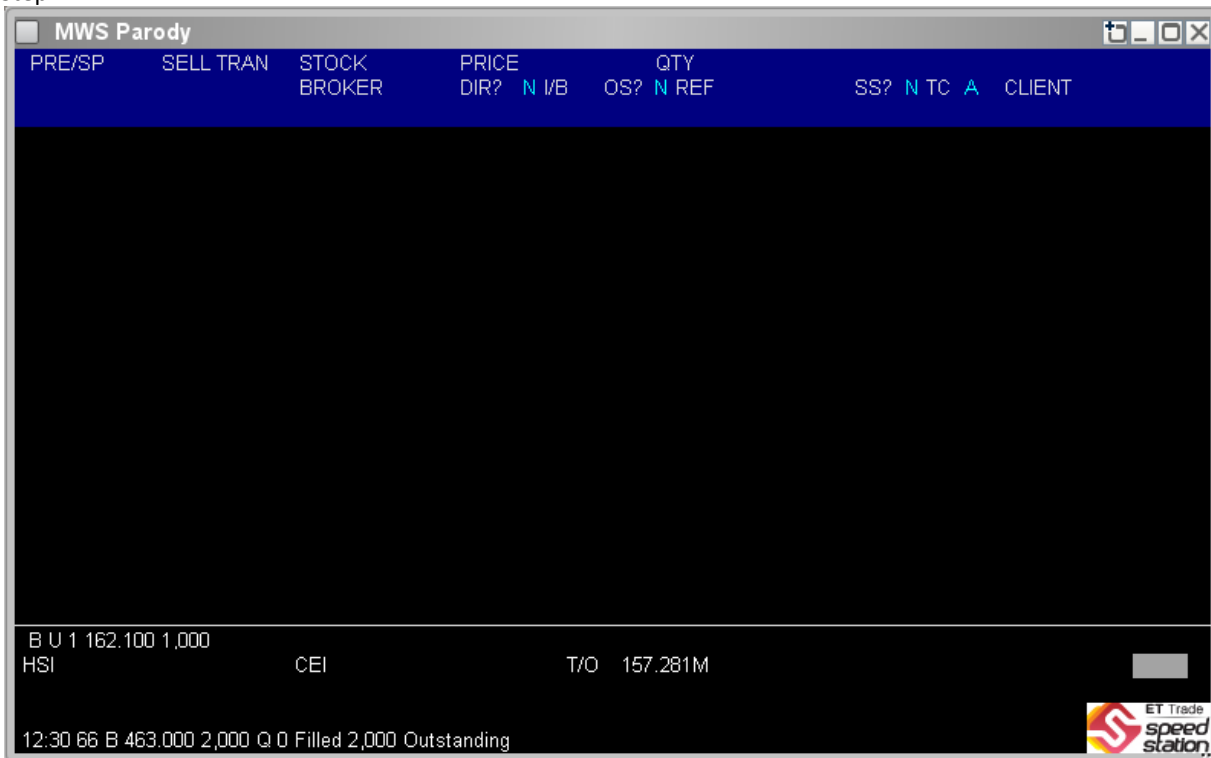 MWS Parody
PRE/SP SELL TRAN STOCK PRICE QTY
BROKER DIR? N I/B OS? N REF SS? N TC A CLIENT
B U 1 162.100 1,000
HSI CEI T/O 157.281M
ET Trade
speed
station
12:30 66 B 463.000 2,000 Q 0 Filled 2,000 Outstanding